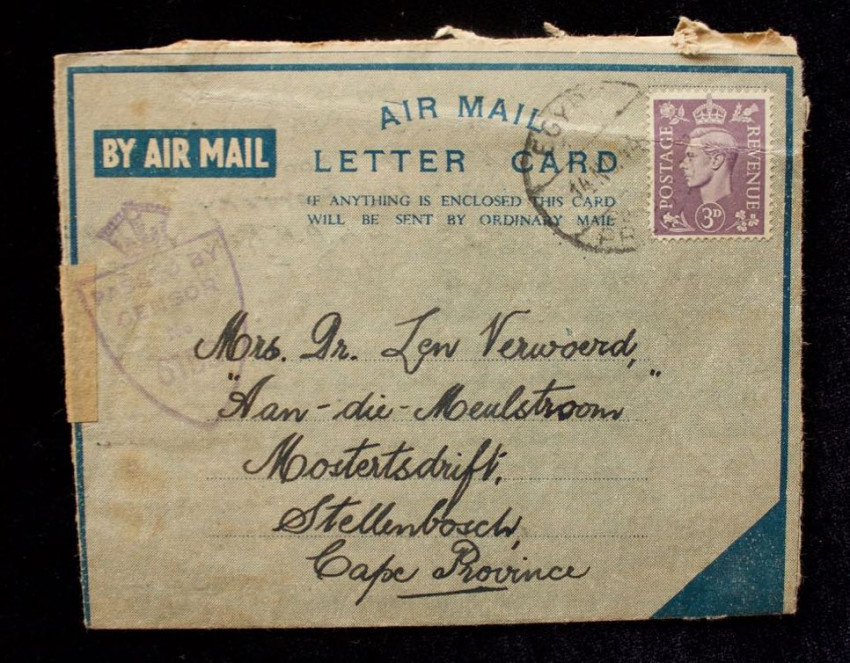 AIR MAIL
BY AIR MAIL
LETTER CARD
IF ANYTHING IS ENCLOSED THIS CARD
WILL BE SENT BY ORDINARY MAIL
POSTAGE
REVENUE
3D
PASSED BY
CENSOR
Mrs. Dr. Len Verwoerd,
"Aan-die-Meulstroom"
Mostertsdrift,
Stellenbosch,
Cape Province